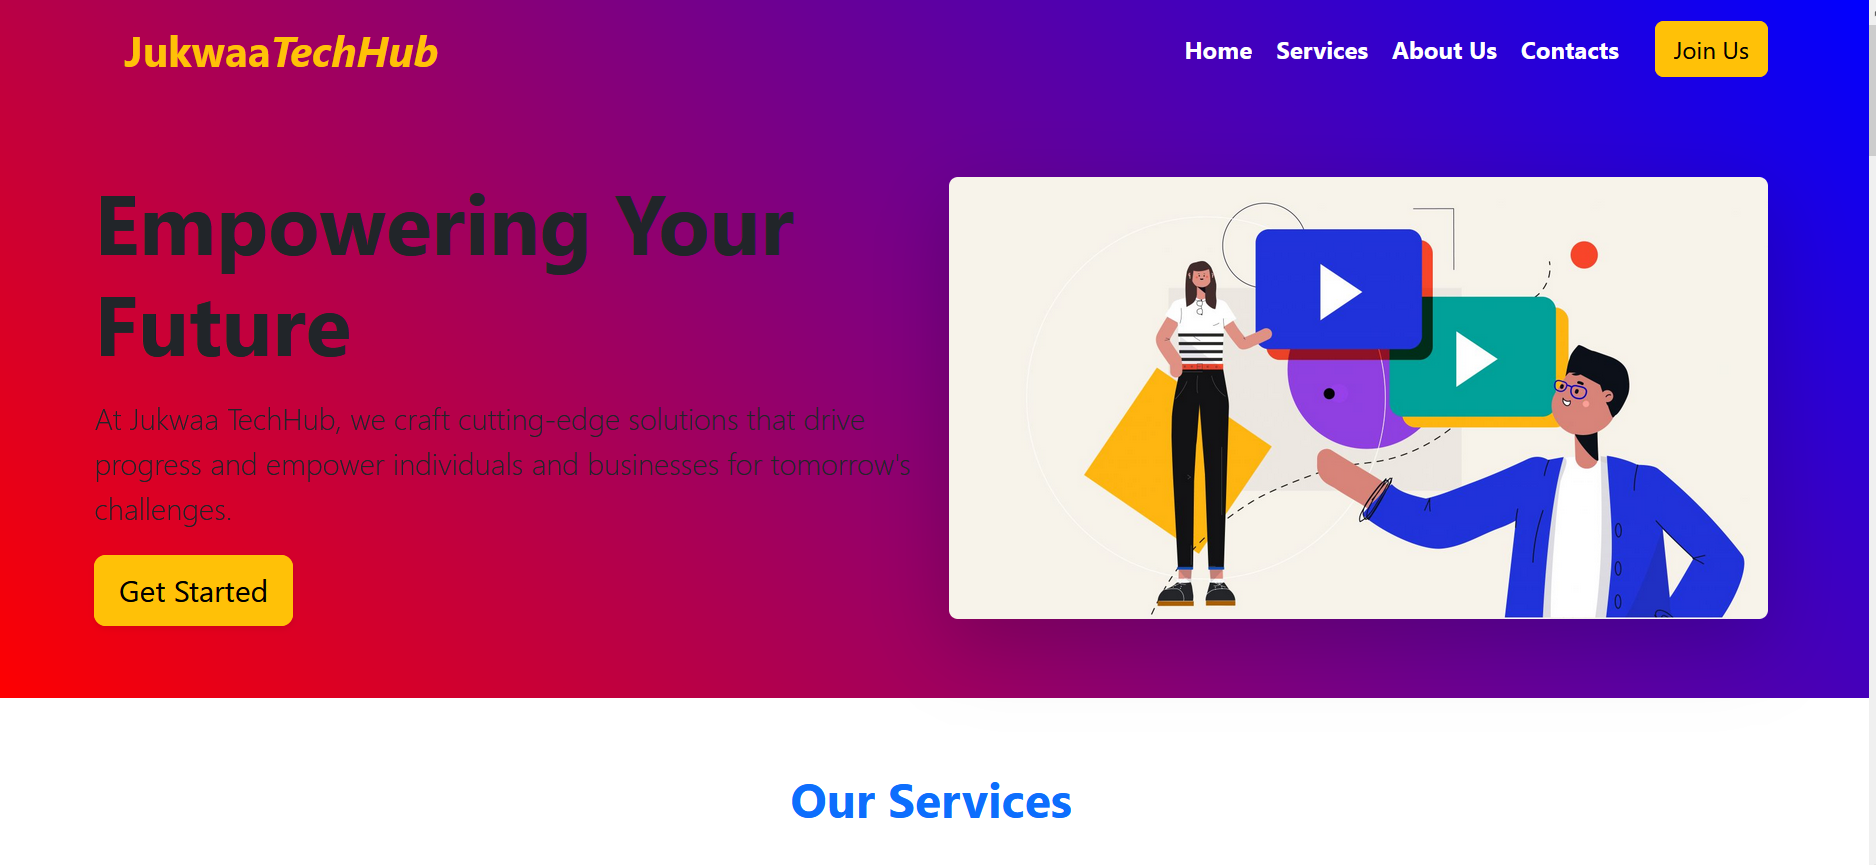 JukwaaTechHub
Home Services About Us Contacts Join Us
Empowering Your
Future
At Jukwaa TechHub, we craft cutting-edge solutions that drive
progress and empower individuals and businesses for tomorrow's
challenges.
Get Started
Our Services